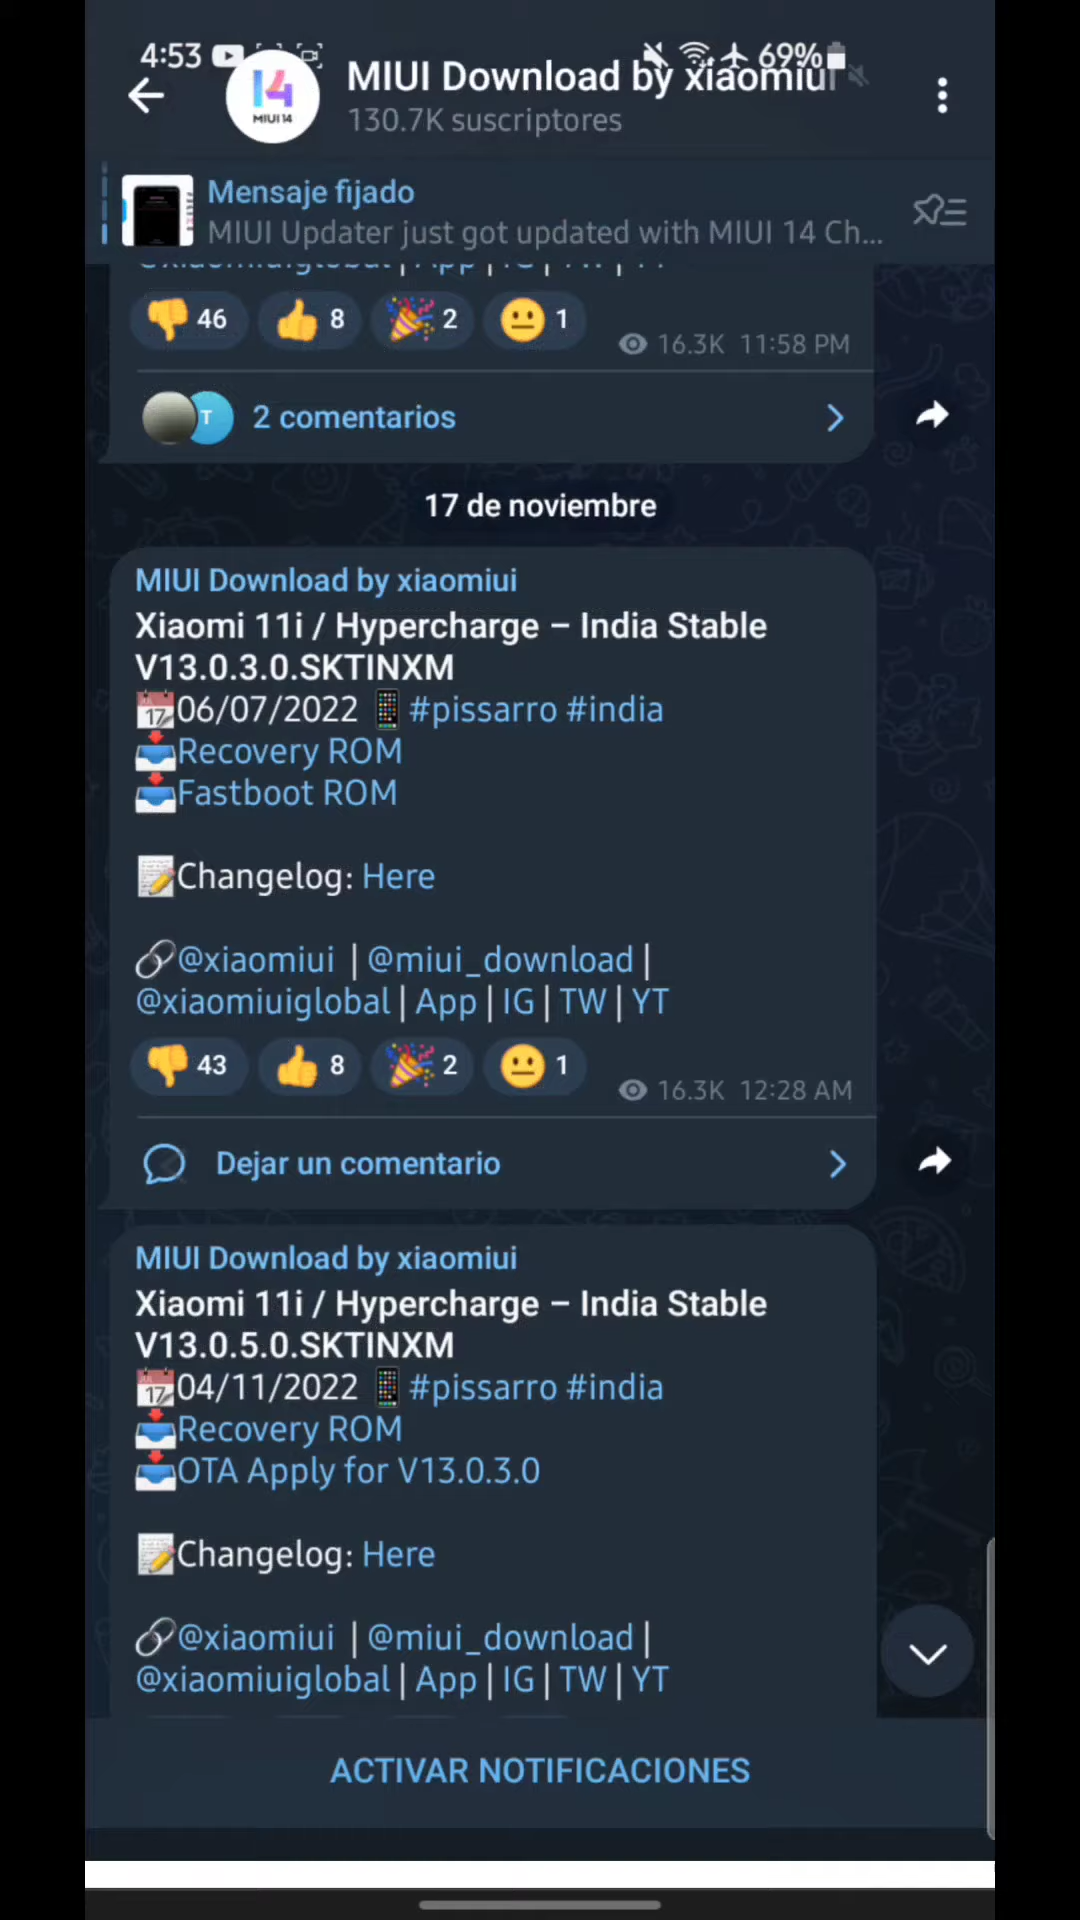 4:53
69%
MIUI Download by xiaomiui
MIUI 14
130.7K suscriptores
Mensaje fijado
MIUI Updater just got updated with MIUI 14 Ch...
@xiaomiuiglobal | App | IG | TW | YT
👎 46 👍 8 🎉 2 😐 1
16.3K 11:58 PM
T
2 comentarios
17 de noviembre
MIUI Download by xiaomiui
Xiaomi 11i / Hypercharge – India Stable
V13.0.3.0.SKTINXM
📅06/07/2022 📱#pissarro #india
📥Recovery ROM
📥Fastboot ROM
📝Changelog: Here
🔗@xiaomiui | @miui_download |
@xiaomiuiglobal | App | IG | TW | YT
👎 43 👍 8 🎉 2 😐 1
16.3K 12:28 AM
Dejar un comentario
MIUI Download by xiaomiui
Xiaomi 11i / Hypercharge – India Stable
V13.0.5.0.SKTINXM
📅04/11/2022 📱#pissarro #india
📥Recovery ROM
📥OTA Apply for V13.0.3.0
📝Changelog: Here
🔗@xiaomiui | @miui_download |
@xiaomiuiglobal | App | IG | TW | YT
ACTIVAR NOTIFICACIONES